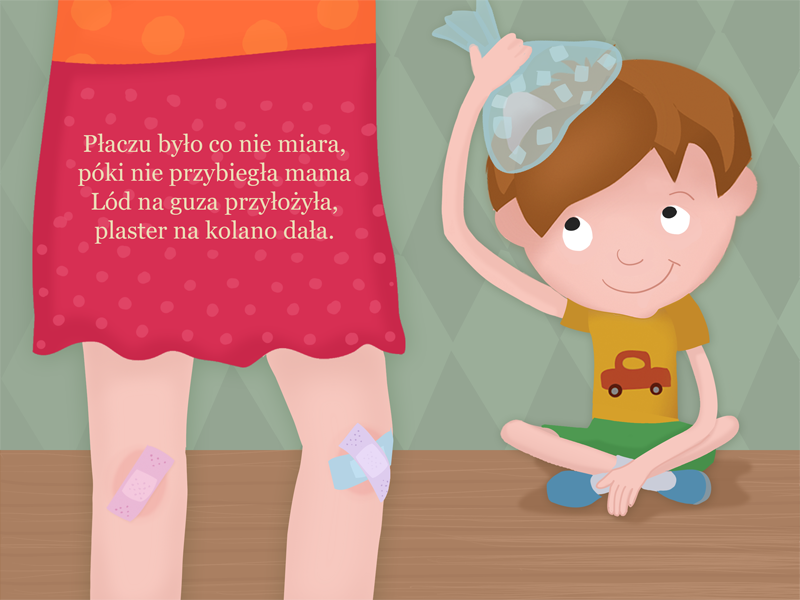 Płaczu było co nie miara,
póki nie przybiegła mama
Lód na guza przyłożyła,
plaster na kolano dała.